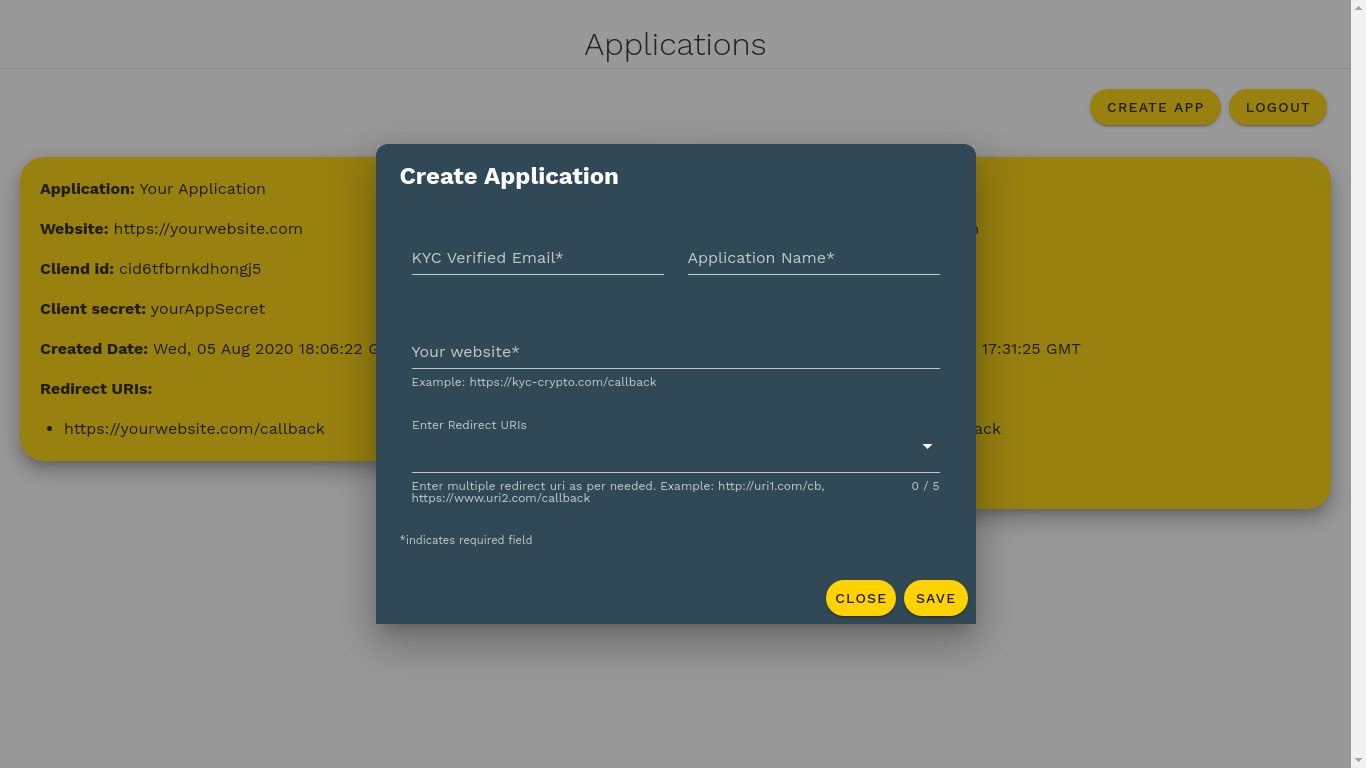 Applications
CREATE APP
LOGOUT
Application: Your Application
Website: https://yourwebsite.com
Cliend id: cid6tfbrnkdhongj5
Client secret: yourAppSecret
Created Date: Wed, 05 Aug 2020 18:06:22
Redirect URIs:
https://yourwebsite.com/callback
17:31:25 GMT
Create Application
KYC Verified Email*
Application Name*
Your website*
Example: https://kyc-crypto.com/callback
Enter Redirect URIs
Enter multiple redirect uri as per needed. Example: http://uri1.com/cb,
https://www.uri2.com/callback
0 / 5
*indicates required field
CLOSE
SAVE